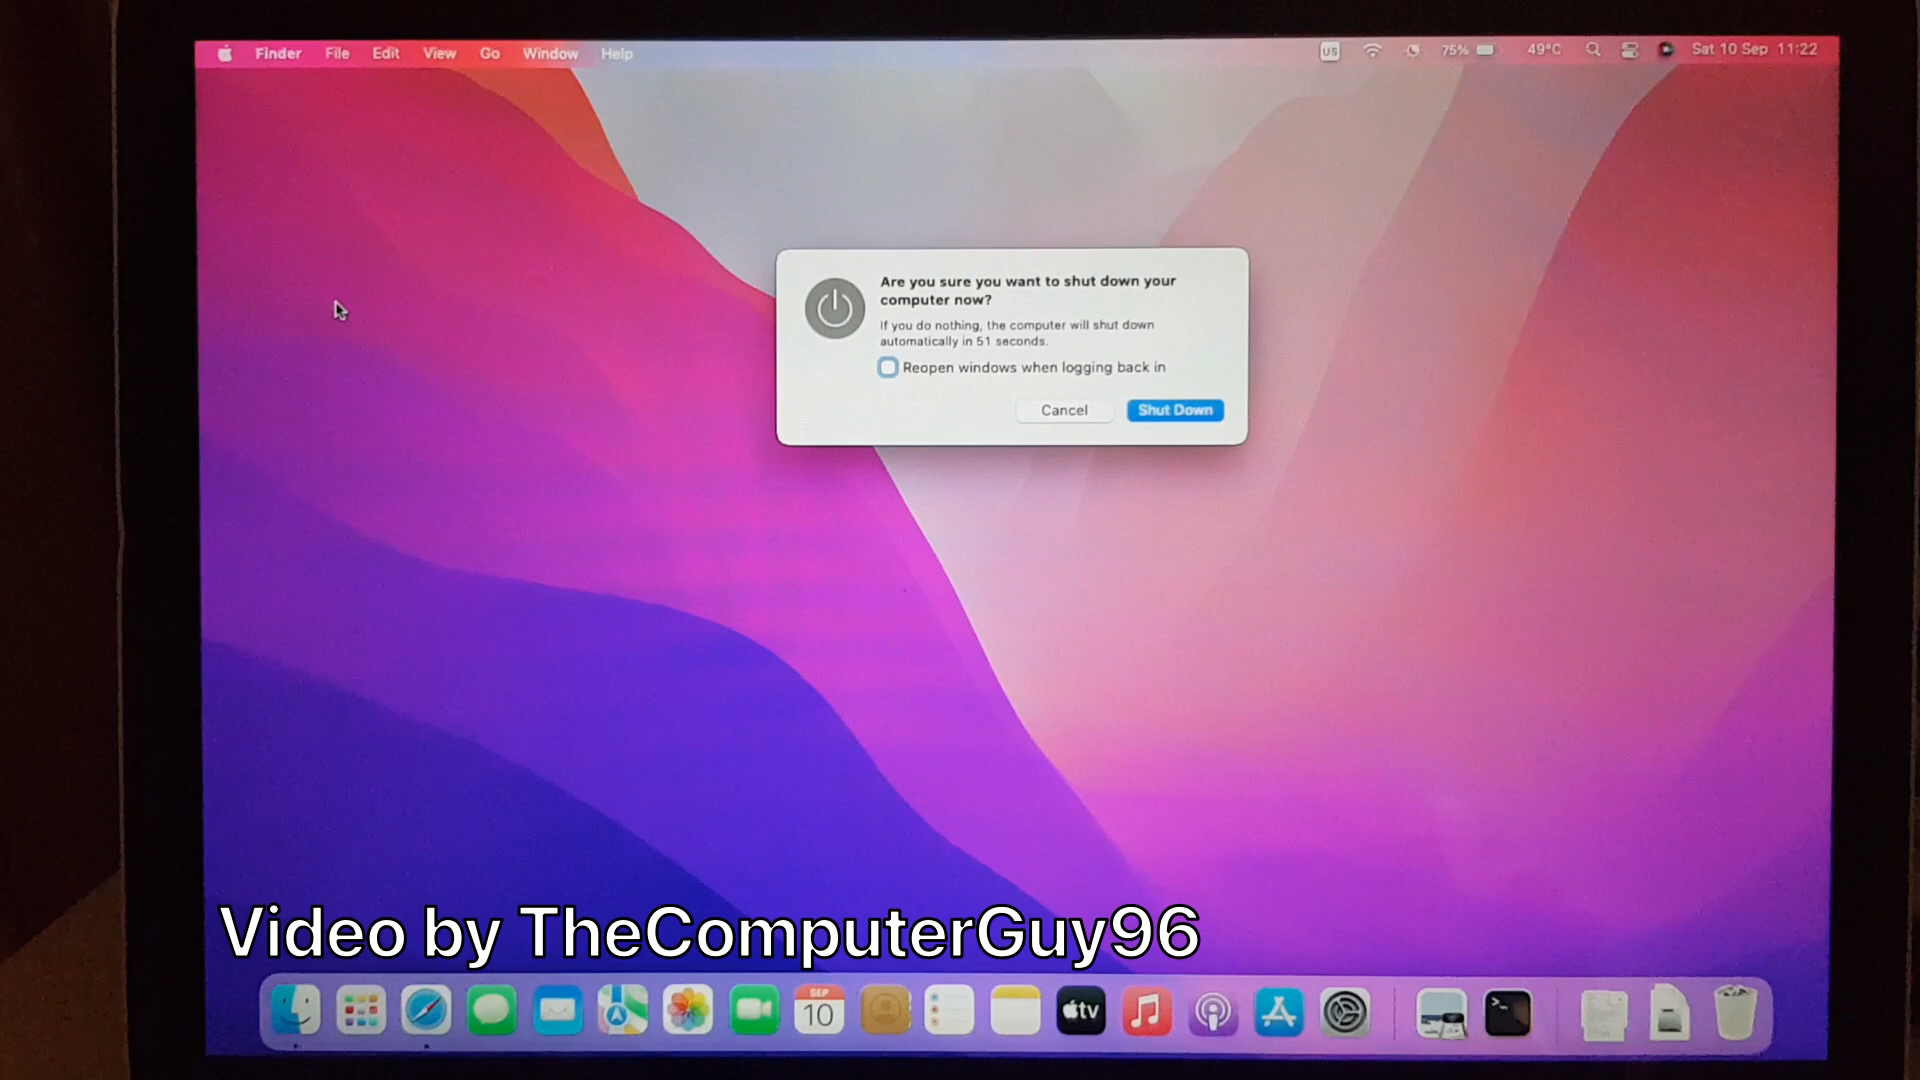 Finder File Edit View Go Window Help
US 75% 49°C Sat 10 Sep 11:22
Are you sure you want to shut down your
computer now?
If you do nothing, the computer will shut down
automatically in 51 seconds.
Reopen windows when logging back in
Cancel Shut Down
Video by TheComputerGuy96
SEP
10
tv